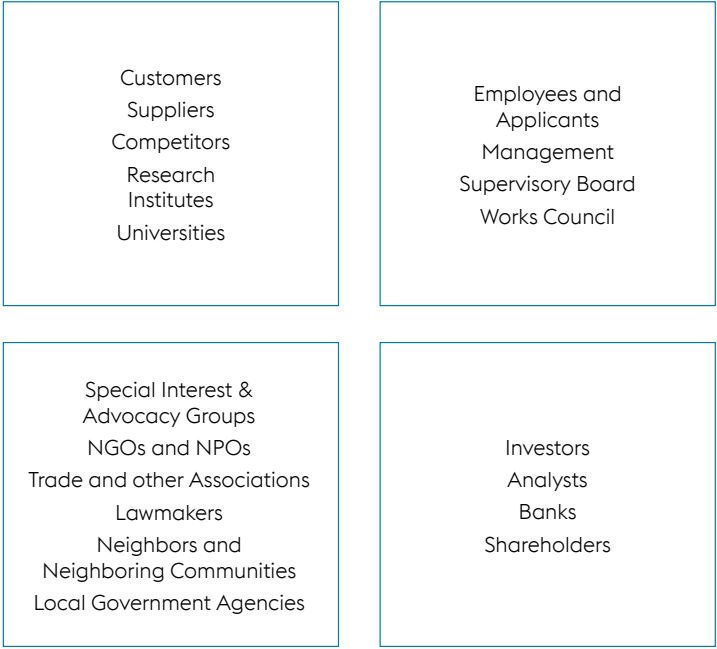 Customers
Suppliers
Competitors
Research
Institutes
Universities
Employees and
Applicants
Management
Supervisory Board
Works Council
Special Interest &
Advocacy Groups
NGOs and NPOs
Trade and other Associations
Lawmakers
Neighbors and
Neighboring Communities
Local Government Agencies
Investors
Analysts
Banks
Shareholders